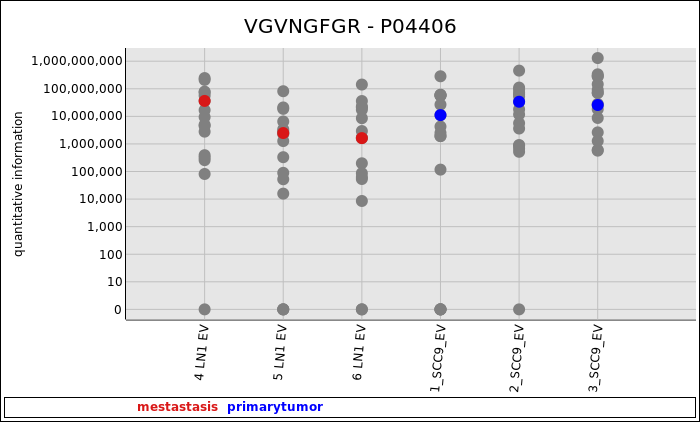 VGVNGFGR - P04406
quantitative information
1,000,000,000
100,000,000
10,000,000
1,000,000
100,000
10,000
1,000
100
10
0
4 LN1 EV
5 LN1 EV
6 LN1 EV
1_SCC9_EV
2_SCC9_EV
3_SCC9_EV
mestastasis primarytumor